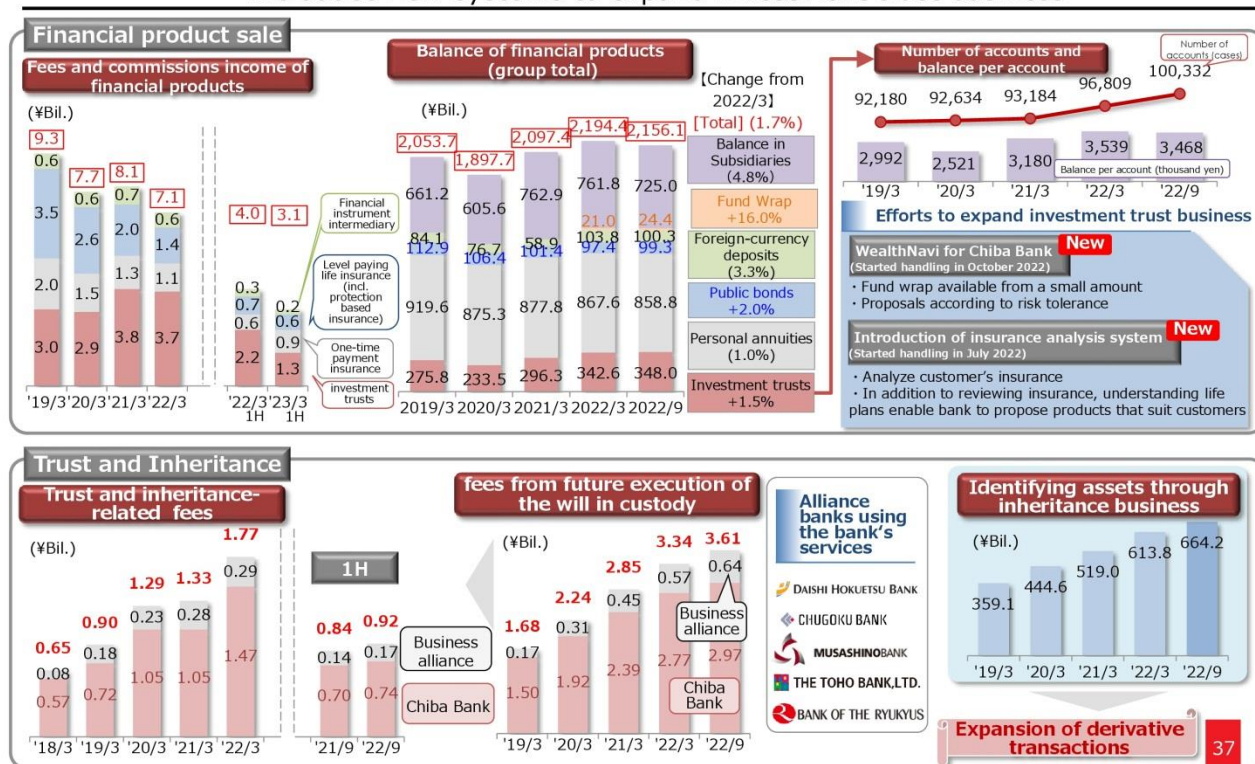 Financial product sale
Fees and commissions income of
financial products
(¥Bil.)
9.3
7.7
8.1
7.1
4.0
3.1
0.6
3.5
2.0
3.0
0.6
2.6
1.5
2.9
0.7
2.0
1.3
3.8
0.6
1.4
1.1
3.7
0.3
0.7
0.6
2.2
0.2
0.6
0.9
1.3
'19/3 '20/3 '21/3 '22/3
'22/3 '23/3
1H 1H
Financial
instrument
intermediary
Level paying
life insurance
(incl.
protection
based
insurance)
One-time
payment
insurance
investment
trusts
Balance of financial products
(group total)
2,053.7
1,897.7
2,097.4
2,194.4
2,156.1
661.2
84.1
112.9
919.6
275.8
605.6
76.7
106.4
875.3
233.5
762.9
58.9
101.4
877.8
296.3
761.8
21.0
103.8
97.4
867.6
342.6
725.0
24.4
100.3
99.3
858.8
348.0
2019/3 2020/3 2021/3 2022/3 2022/9
【Change from
2022/3】
[Total] (1.7%)
Balance in
Subsidiaries
(4.8%)
Fund Wrap
+16.0%
Foreign-currency
deposits
(3.3%)
Public bonds
+2.0%
Personal annuities
(1.0%)
Investment trusts
+1.5%
Number of accounts and
balance per account
Number of
accounts (cases)
92,180 92,634 93,184 96,809 100,332
2,992 2,521 3,180 3,539 3,468
Balance per account (thousand yen)
'19/3 '20/3 '21/3 '22/3 '22/9
Efforts to expand investment trust business
WealthNavi for Chiba Bank
New
(Started handling in October 2022)
・Fund wrap available from a small amount
・Proposals according to risk tolerance
Introduction of insurance analysis system
New
(Started handling in July 2022)
・Analyze customer's insurance
・In addition to reviewing insurance, understanding life
plans enable bank to propose products that suit customers
Trust and Inheritance
Trust and inheritance-
related fees
(¥Bil.)
0.65
0.90
1.29
1.33
1.77
0.08
0.57
0.18
0.72
0.23
1.05
0.28
1.05
0.29
1.47
'18/3 '19/3 '20/3 '21/3 '22/3
1H
0.84 0.92
0.14 0.17
0.70 0.74
'21/9 '22/9
Business
alliance
Chiba Bank
fees from future execution of
the will in custody
(¥Bil.)
1.68
2.24
2.85
3.34
3.61
0.17
1.50
0.31
1.92
0.45
2.39
0.57
2.77
0.64
2.97
Business
alliance
Chiba
Bank
'19/3 '20/3 '21/3 '22/3 '22/9
Alliance
banks using
the bank's
services
DAISHI HOKUETSU BANK
CHUGOKU BANK
MUSASHINOBANK
THE TOHO BANK,LTD.
BANK OF THE RYUKYUS
Identifying assets through
inheritance business
(¥Bil.)
359.1
444.6
519.0
613.8
664.2
'19/3 '20/3 '21/3 '22/3 '22/9
Expansion of derivative
transactions
37